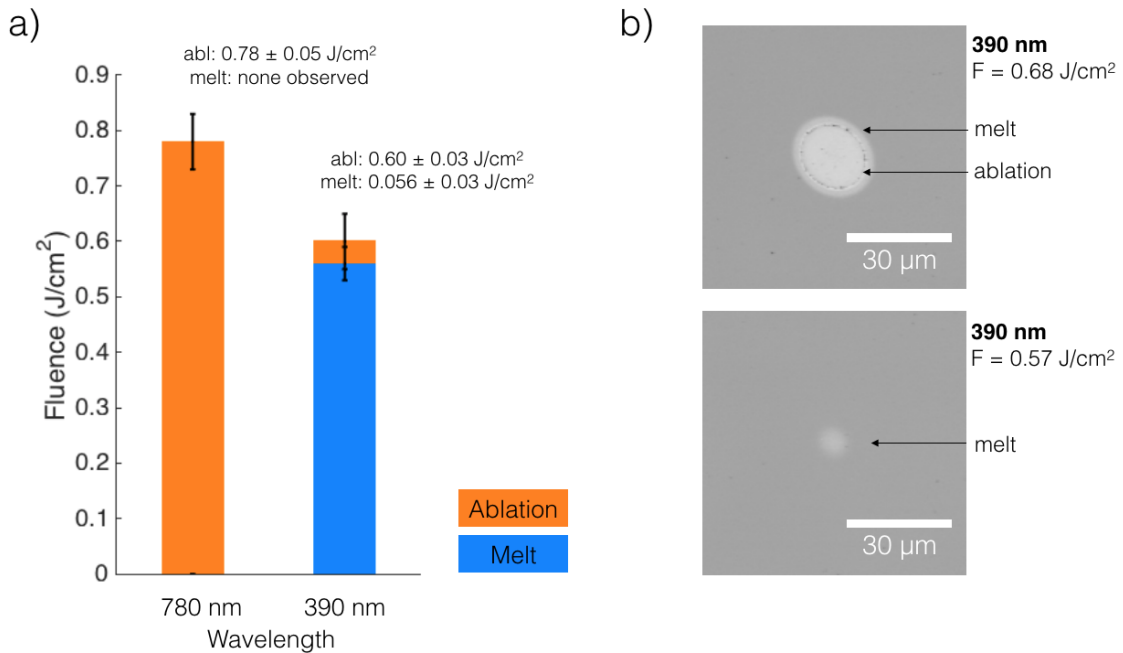 a)
abl: 0.78 ± 0.05 J/cm²
melt: none observed
abl: 0.60 ± 0.03 J/cm²
melt: 0.056 ± 0.03 J/cm²
0.9
0.8
0.7
0.6
0.5
0.4
0.3
0.2
0.1
0
Fluence (J/cm²)
780 nm
390 nm
Wavelength
Ablation
Melt
b)
390 nm
F = 0.68 J/cm²
melt
ablation
30 µm
390 nm
F = 0.57 J/cm²
melt
30 µm